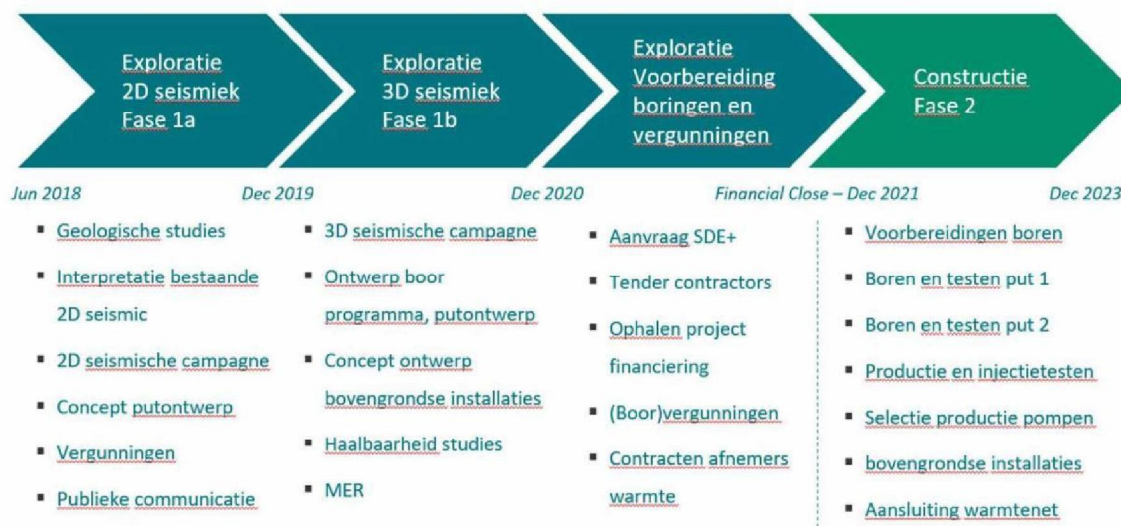 Exploratie
2D seismiek
Fase 1a
Exploratie
3D seismiek
Fase 1b
Exploratie
Voorbereiding
boringen en
vergunningen
Constructie
Fase 2
Jun 2018
Dec 2019
Dec 2020
Financial Close – Dec 2021
Dec 2023
▪ Geologische studies
▪ Interpretatie bestaande
2D seismic
▪ 2D seismische campagne
▪ Concept putontwerp
▪ Vergunningen
▪ Publieke communicatie
▪ 3D seismische campagne
▪ Ontwerp boor
programma, putontwerp
▪ Concept ontwerp
bovengrondse installaties
▪ Haalbaarheid studies
▪ MER
▪ Aanvraag SDE+
▪ Tender contractors
▪ Ophalen project
financiering
▪ (Boor)vergunningen
▪ Contracten afnemers
warmte
▪ Voorbereidingen boren
▪ Boren en testen put 1
▪ Boren en testen put 2
▪ Productie en injectietesten
▪ Selectie productie pompen
▪ bovengrondse installaties
▪ Aansluiting warmtenet